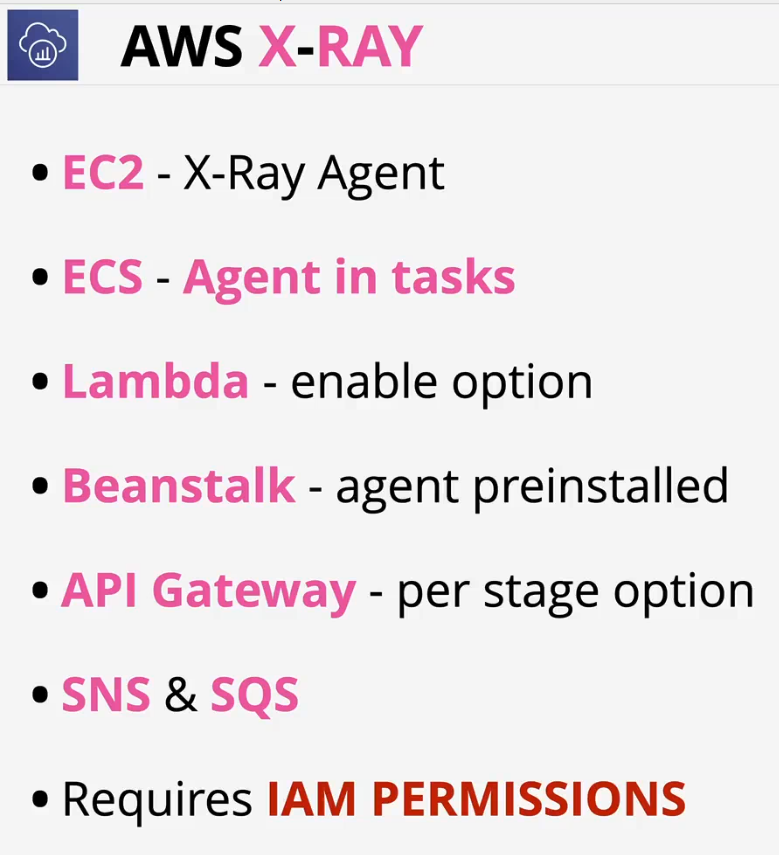 AWS X-RAY
• EC2 - X-Ray Agent
• ECS - Agent in tasks
• Lambda - enable option
• Beanstalk - agent preinstalled
• API Gateway - per stage option
• SNS & SQS
• Requires IAM PERMISSIONS